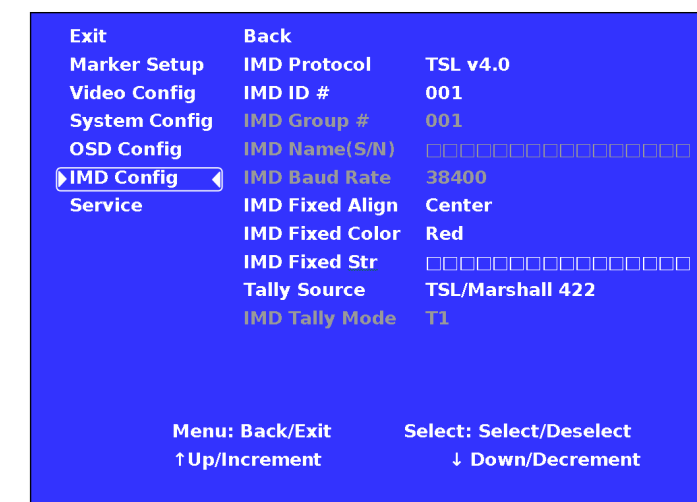 Exit Back
Marker Setup IMD Protocol TSL v4.0
Video Config IMD ID # 001
System Config IMD Group # 001
OSD Config IMD Name(S/N) □□□□□□□□□□□□□□□□
IMD Config IMD Baud Rate 38400
Service IMD Fixed Align Center
IMD Fixed Color Red
IMD Fixed Str □□□□□□□□□□□□□□□□
Tally Source TSL/Marshall 422
IMD Tally Mode T1
Menu: Back/Exit Select: Select/Deselect
↑Up/Increment ↓ Down/Decrement